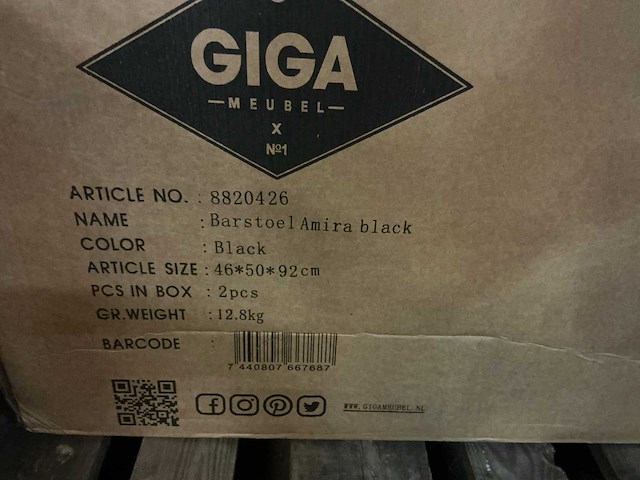 GIGA
MEUBEL
X
Nº1
ARTICLE NO. : 8820426
NAME : Barstoel Amira black
COLOR : Black
ARTICLE SIZE : 46*50*92cm
PCS IN BOX : 2pcs
GR.WEIGHT : 12.8kg
BARCODE :
7 440807 667687
WWW.GIGAMEUBEL.NL